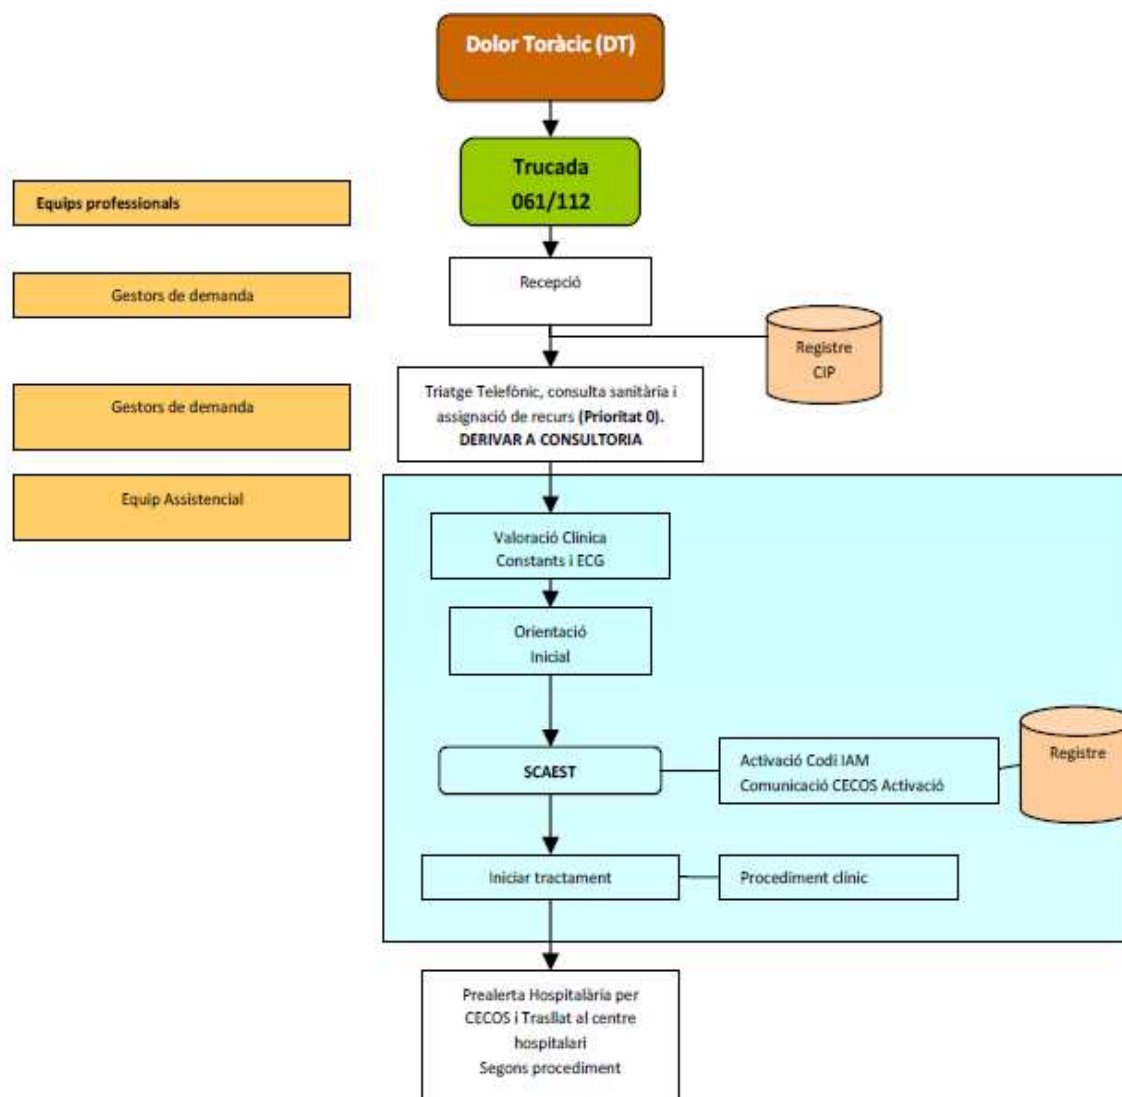 Dolor Toràcic (DT)
Trucada
061/112
Equips professionals
Gestors de demanda
Recepció
Registre
CIP
Gestors de demanda
Triatge Telefònic, consulta sanitària i
assignació de recurs (Prioritat 0).
DERIVAR A CONSULTORIA
Equip Assistencial
Valoració Clínica
Constants i ECG
Orientació
Inicial
SCAEST
Activació Codi IAM
Comunicació CECOS Activació
Registre
Iniciar tractament
Procediment clínic
Prealerta Hospitalària per
CECOS i Trasllat al centre
hospitalari
Segons procediment